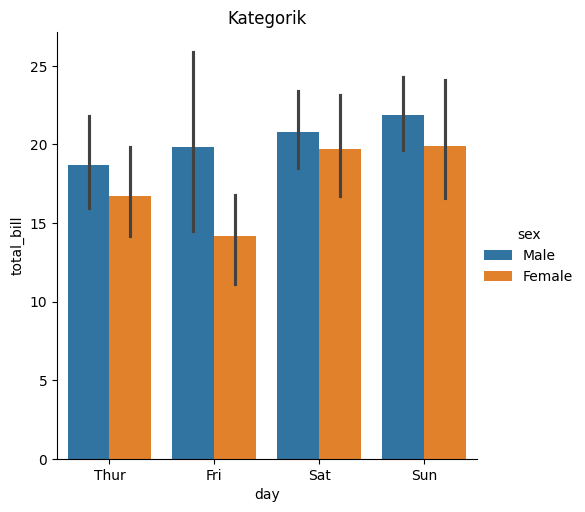 Kategorik
total_bill
25
20
15
10
5
0
Thur Fri Sat Sun
day
sex
Male
Female